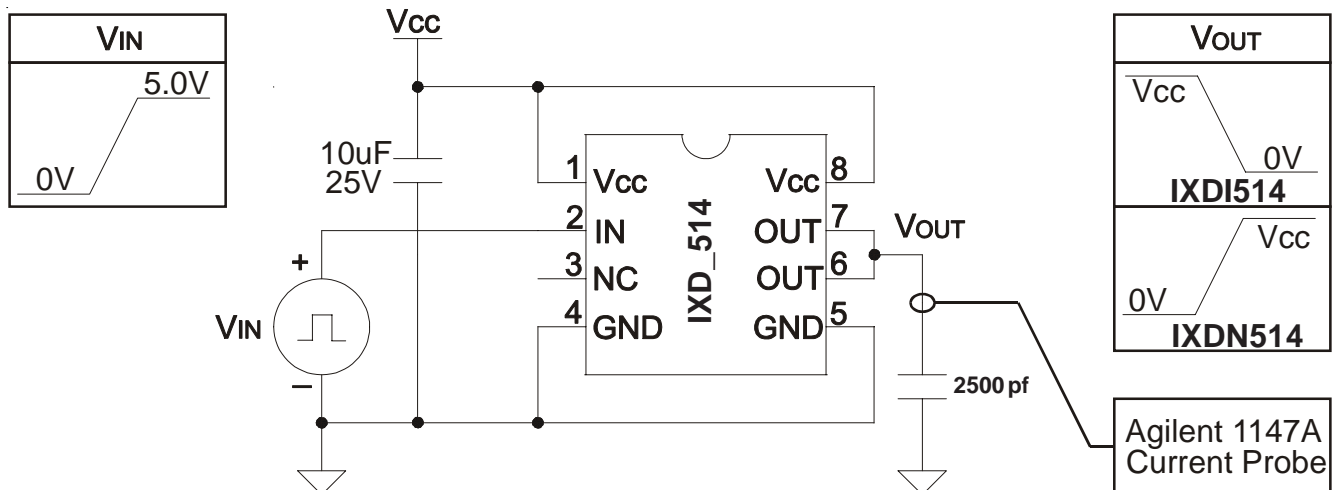 VIN
5.0V
0V
Vcc
10uF
25V
1 Vcc Vcc 8
2 IN OUT 7
3 NC OUT 6
4 GND GND 5
IXD_514
VOUT
+
VIN
–
2500 pf
VOUT
Vcc
0V
IXDI514
Vcc
0V
IXDN514
Agilent 1147A
Current Probe